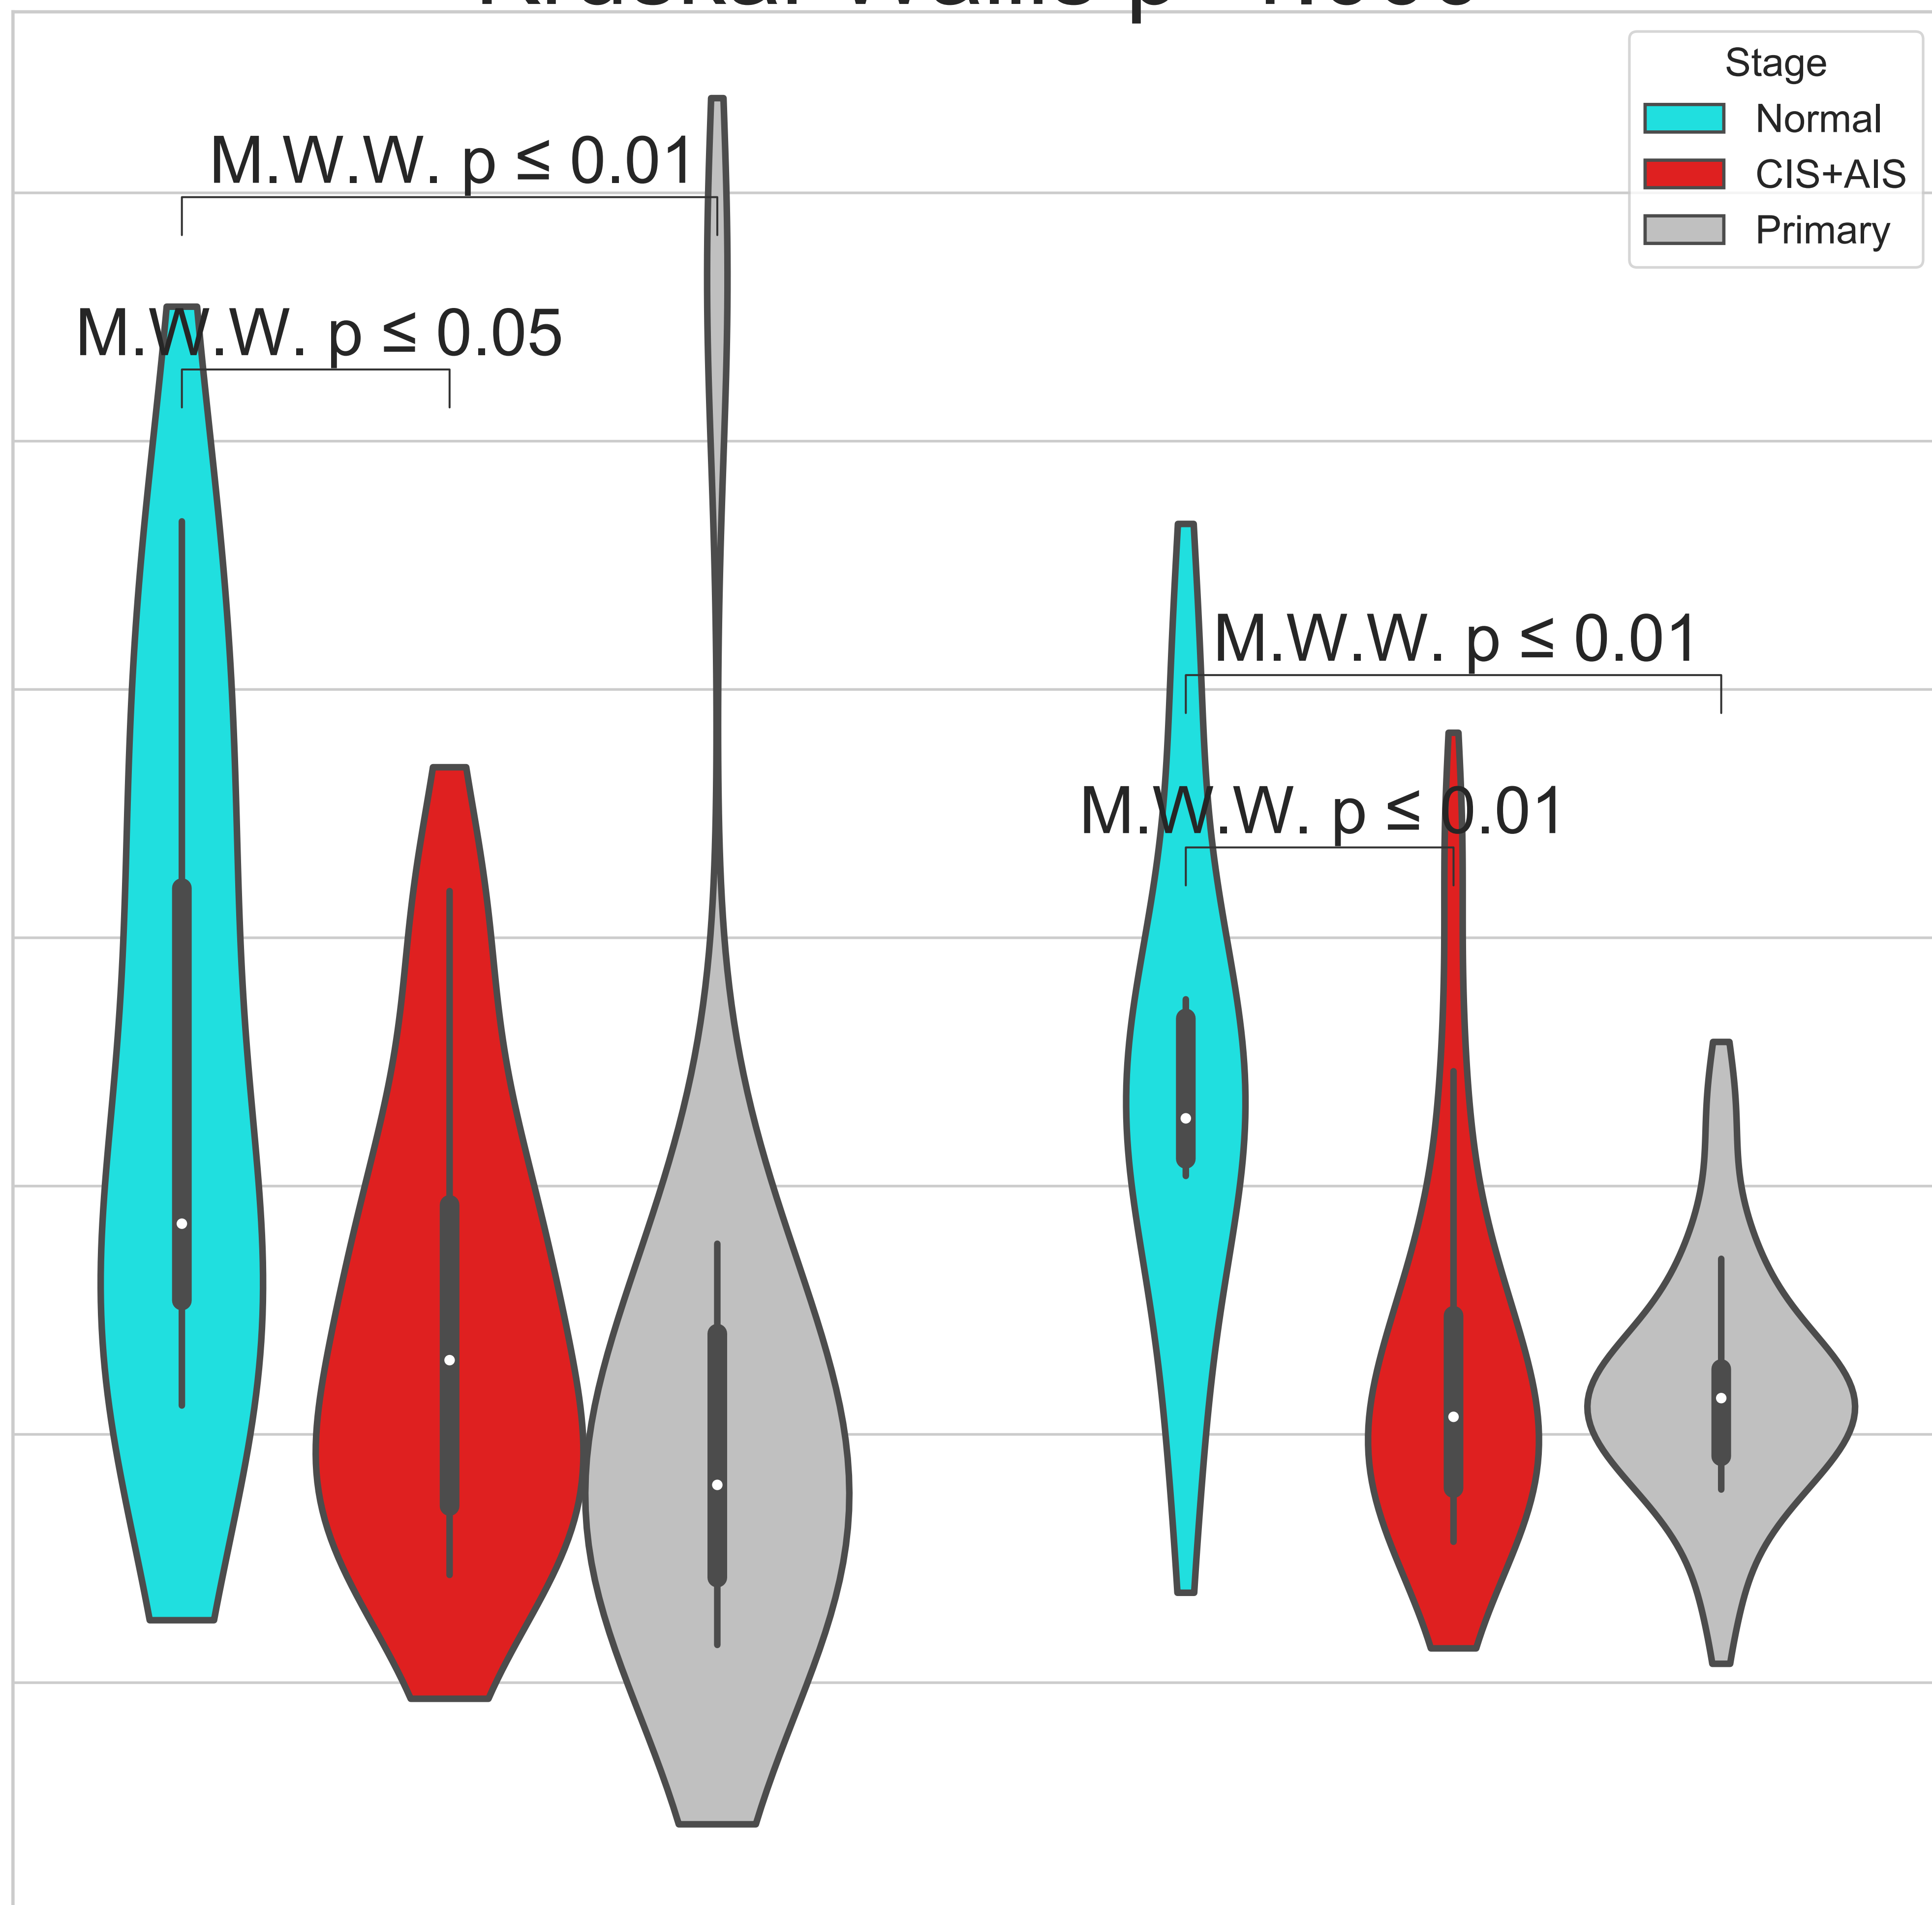 Stage
Normal
CIS+AIS
Primary
M.W.W. p ≤ 0.01
M.W.W. p ≤ 0.05
M.W.W. p ≤ 0.01
M.W.W. p ≤ 0.01